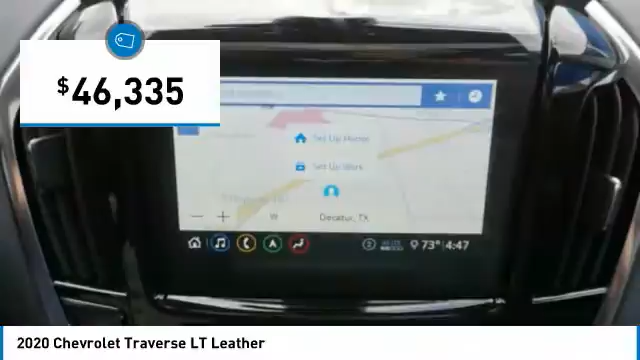 $46,335
Set Up Home
Set Up Work
Decatur, TX
73° 4:47
2020 Chevrolet Traverse LT Leather